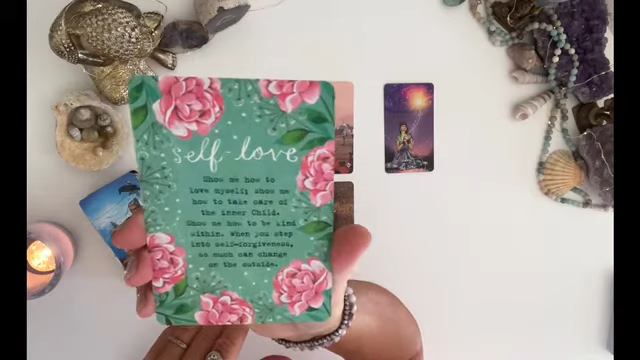 self-love
Show me how to
love myself; show me
how to take care of
the inner Child.
Show me how to be kind
within. When you step
into self-forgiveness,
so much can change
on the outside.